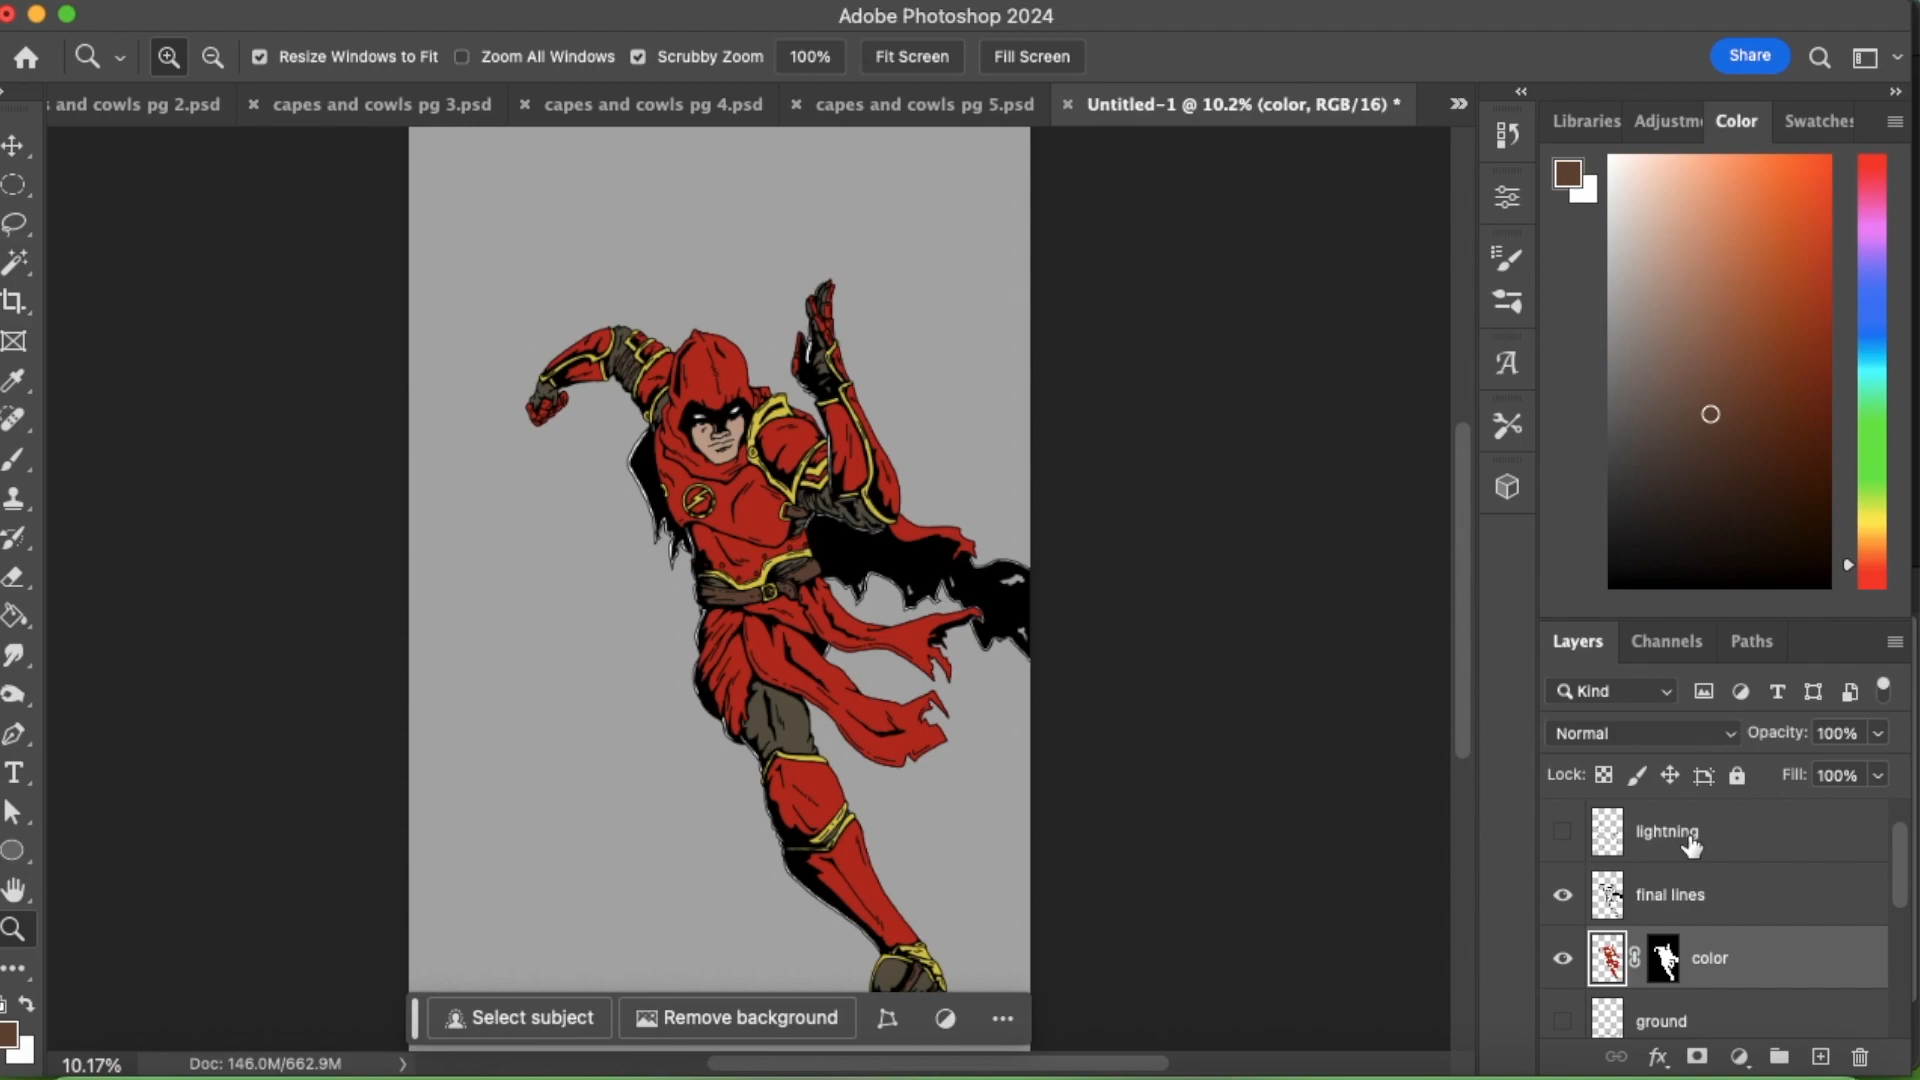 Adobe Photoshop 2024
Resize Windows to Fit Zoom All Windows Scrubby Zoom 100% Fit Screen Fill Screen Share
and cowls pg 2.psd capes and cowls pg 3.psd capes and cowls pg 4.psd capes and cowls pg 5.psd Untitled-1 @ 10.2% (color, RGB/16) *
Libraries Adjustm Color Swatches
Layers Channels Paths
Kind
Normal Opacity: 100%
Lock: Fill: 100%
lightning
final lines
color
ground
Select subject Remove background
10.17% Doc: 146.0M/662.9M